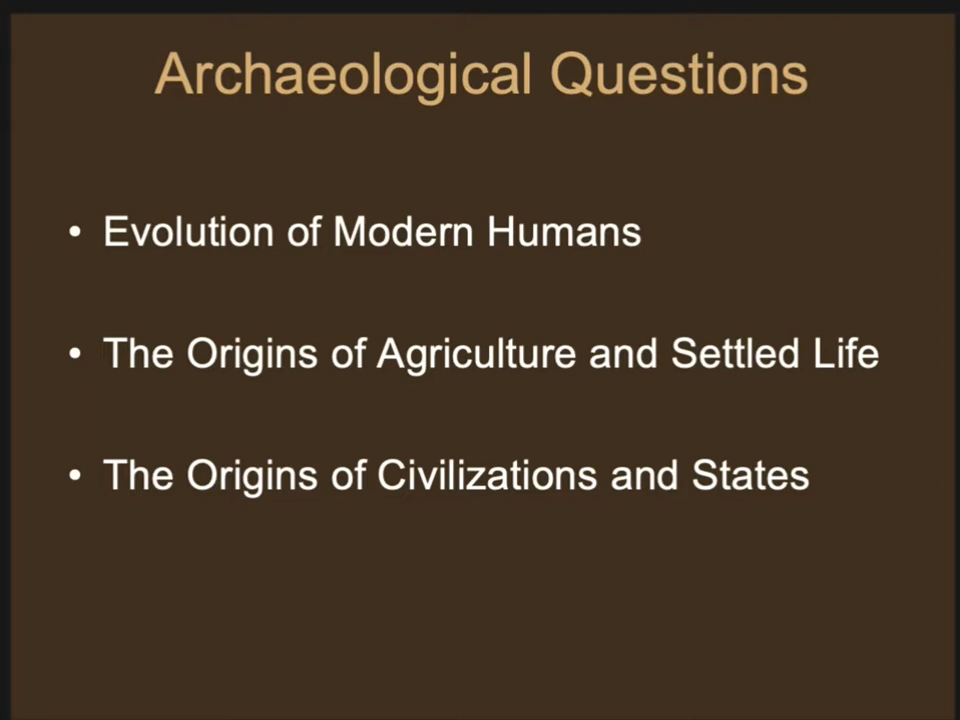 Archaeological Questions
• Evolution of Modern Humans
• The Origins of Agriculture and Settled Life
• The Origins of Civilizations and States